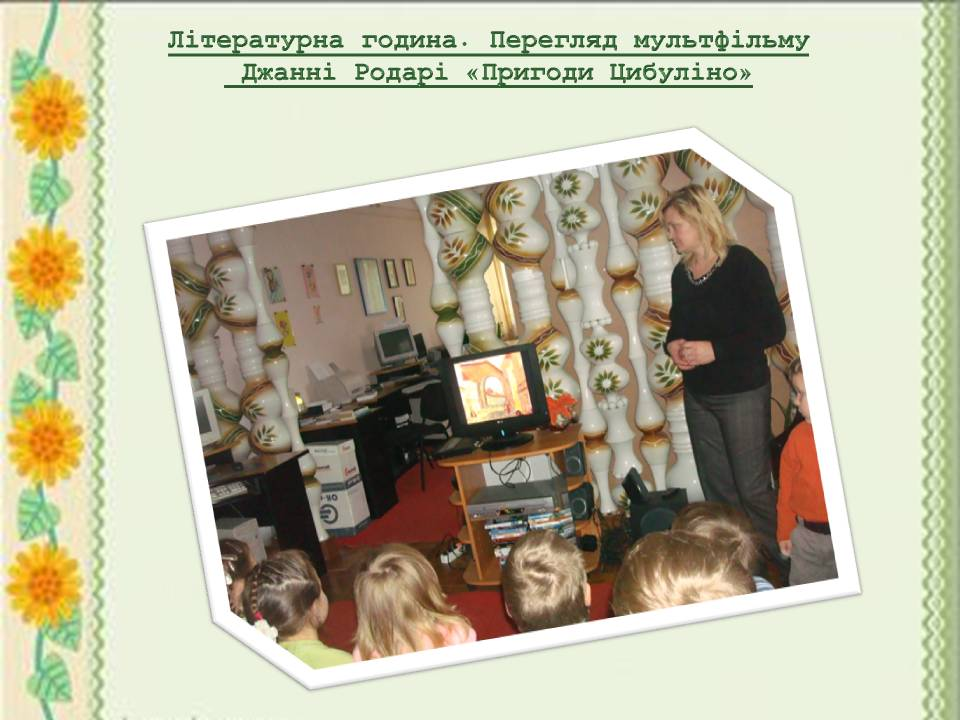 Літературна година. Перегляд мультфільму
Джанні Родарі «Пригоди Цибуліно»